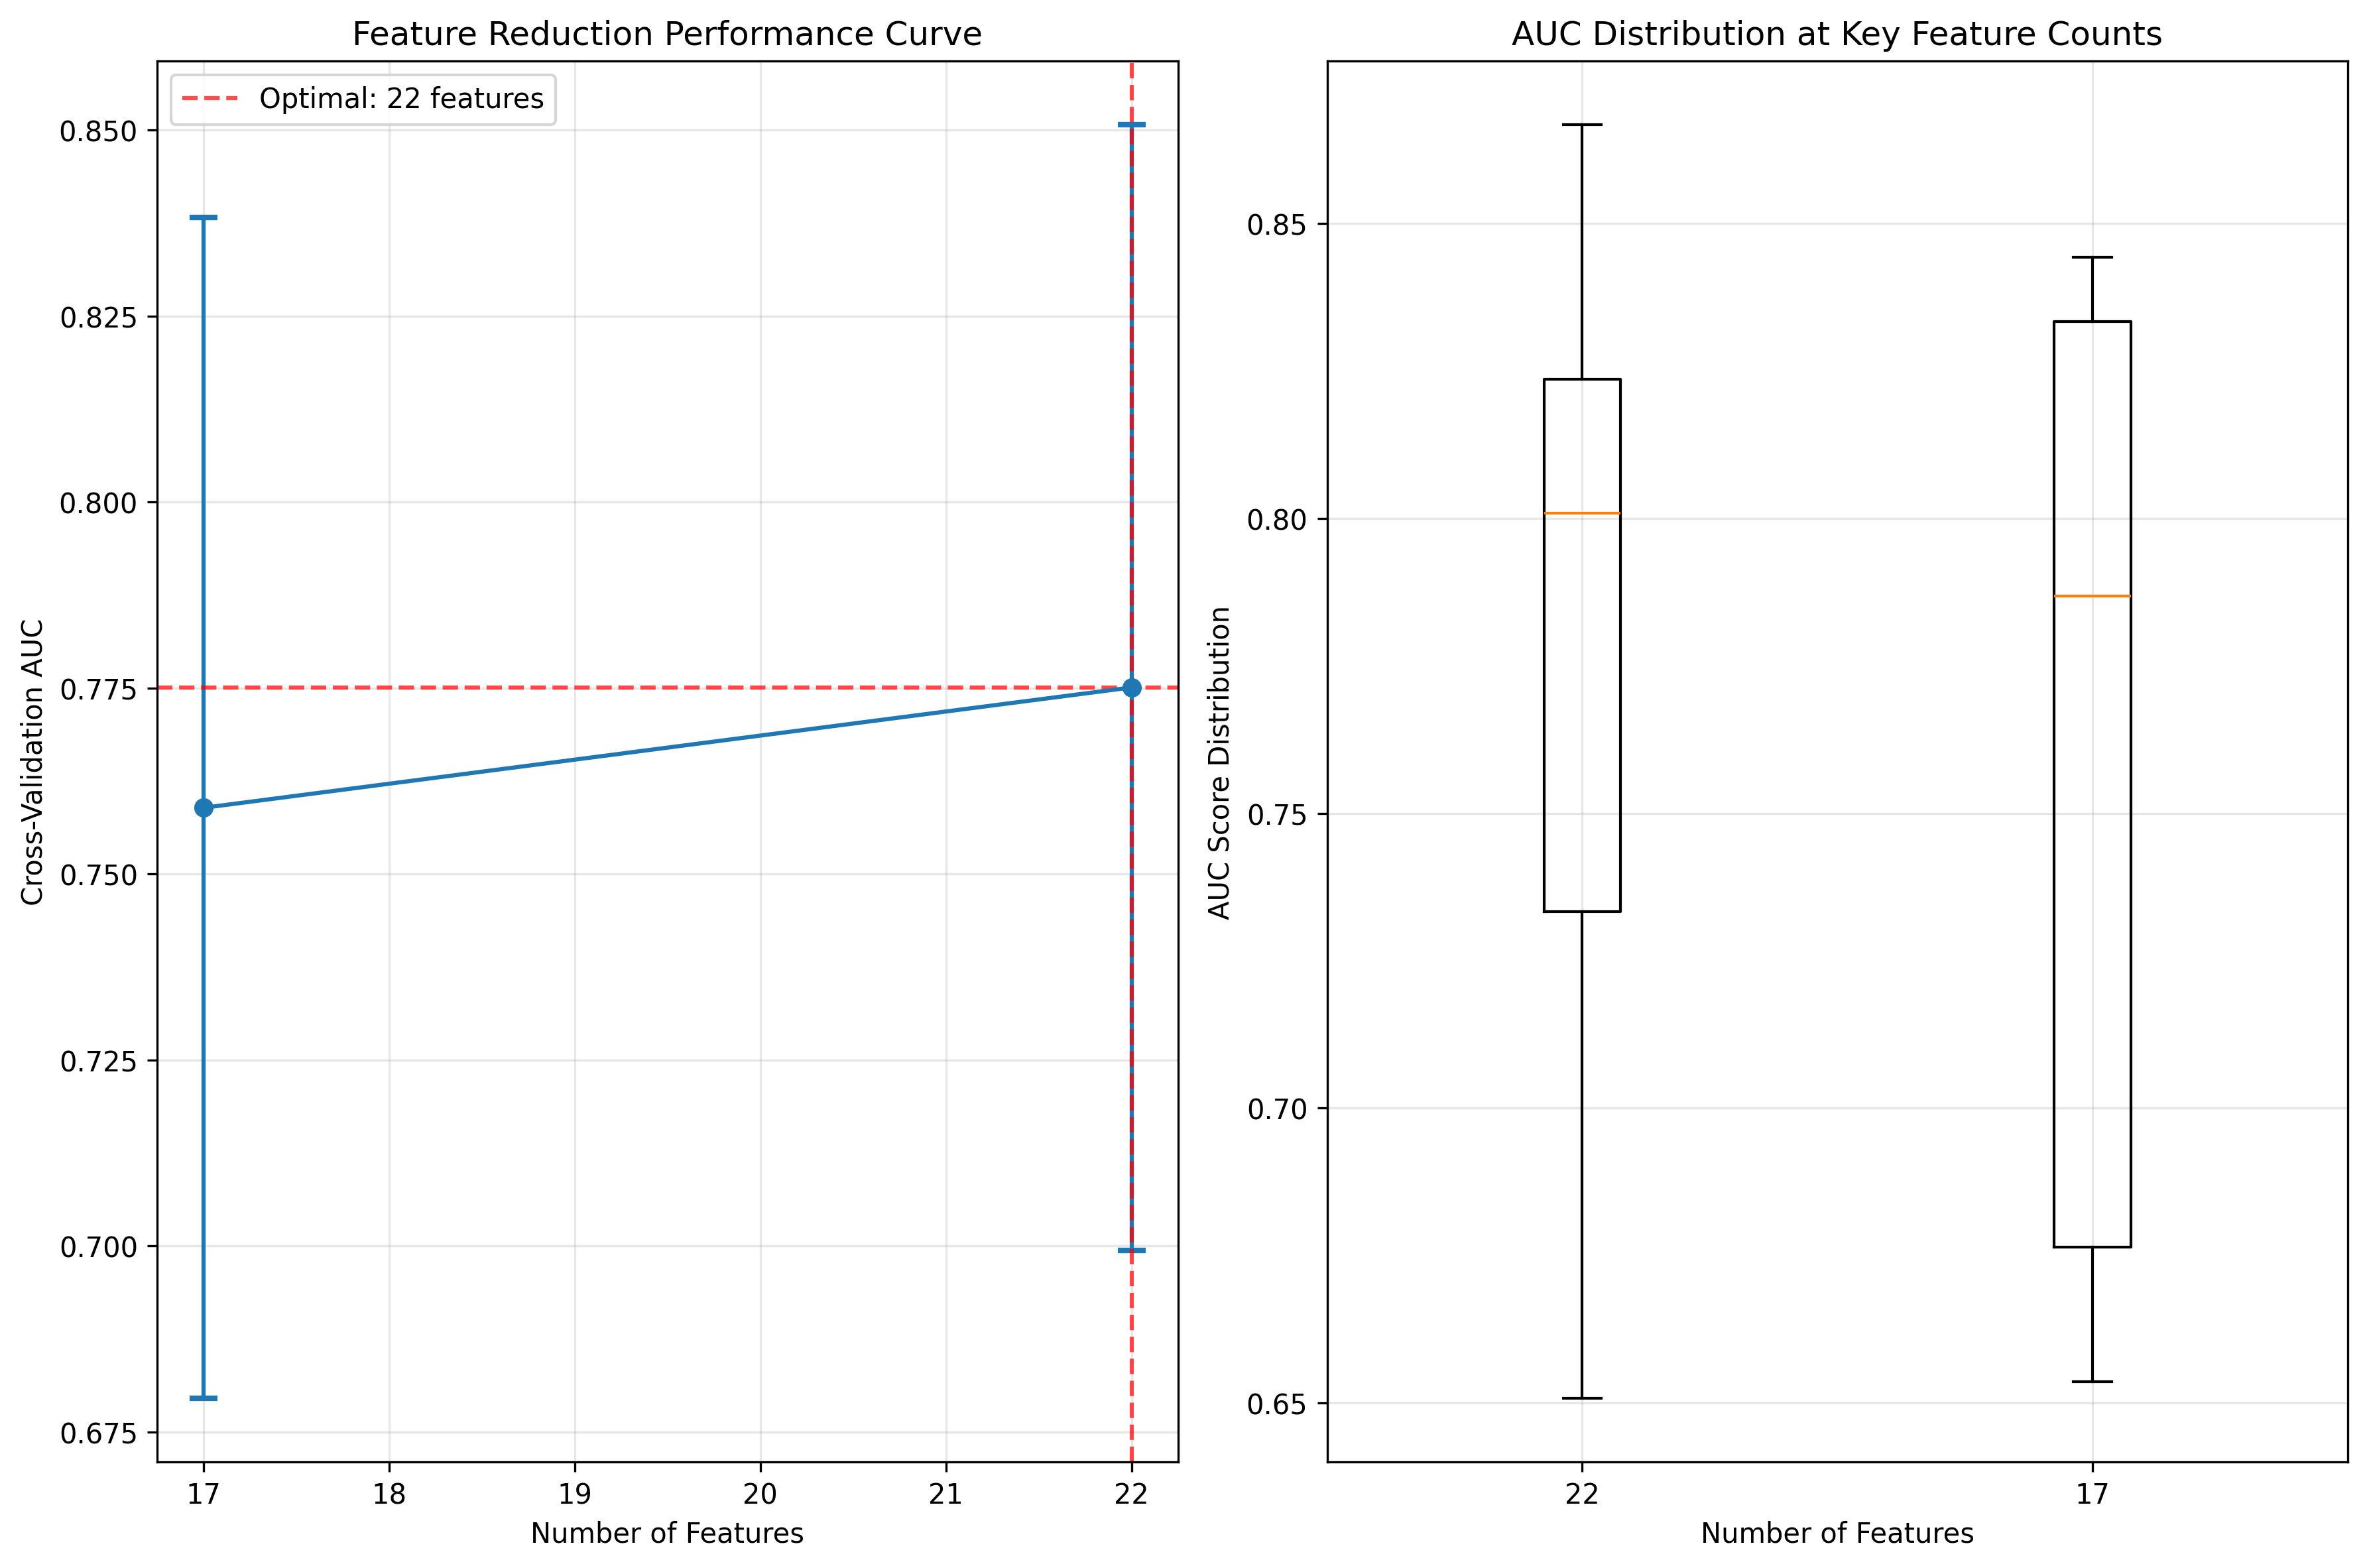 Feature Reduction Performance Curve
Optimal: 22 features
0.850
0.825
0.800
0.775
0.750
0.725
0.700
0.675
Cross-Validation AUC
17 18 19 20 21 22
Number of Features
AUC Distribution at Key Feature Counts
0.85
0.80
0.75
0.70
0.65
AUC Score Distribution
22 17
Number of Features